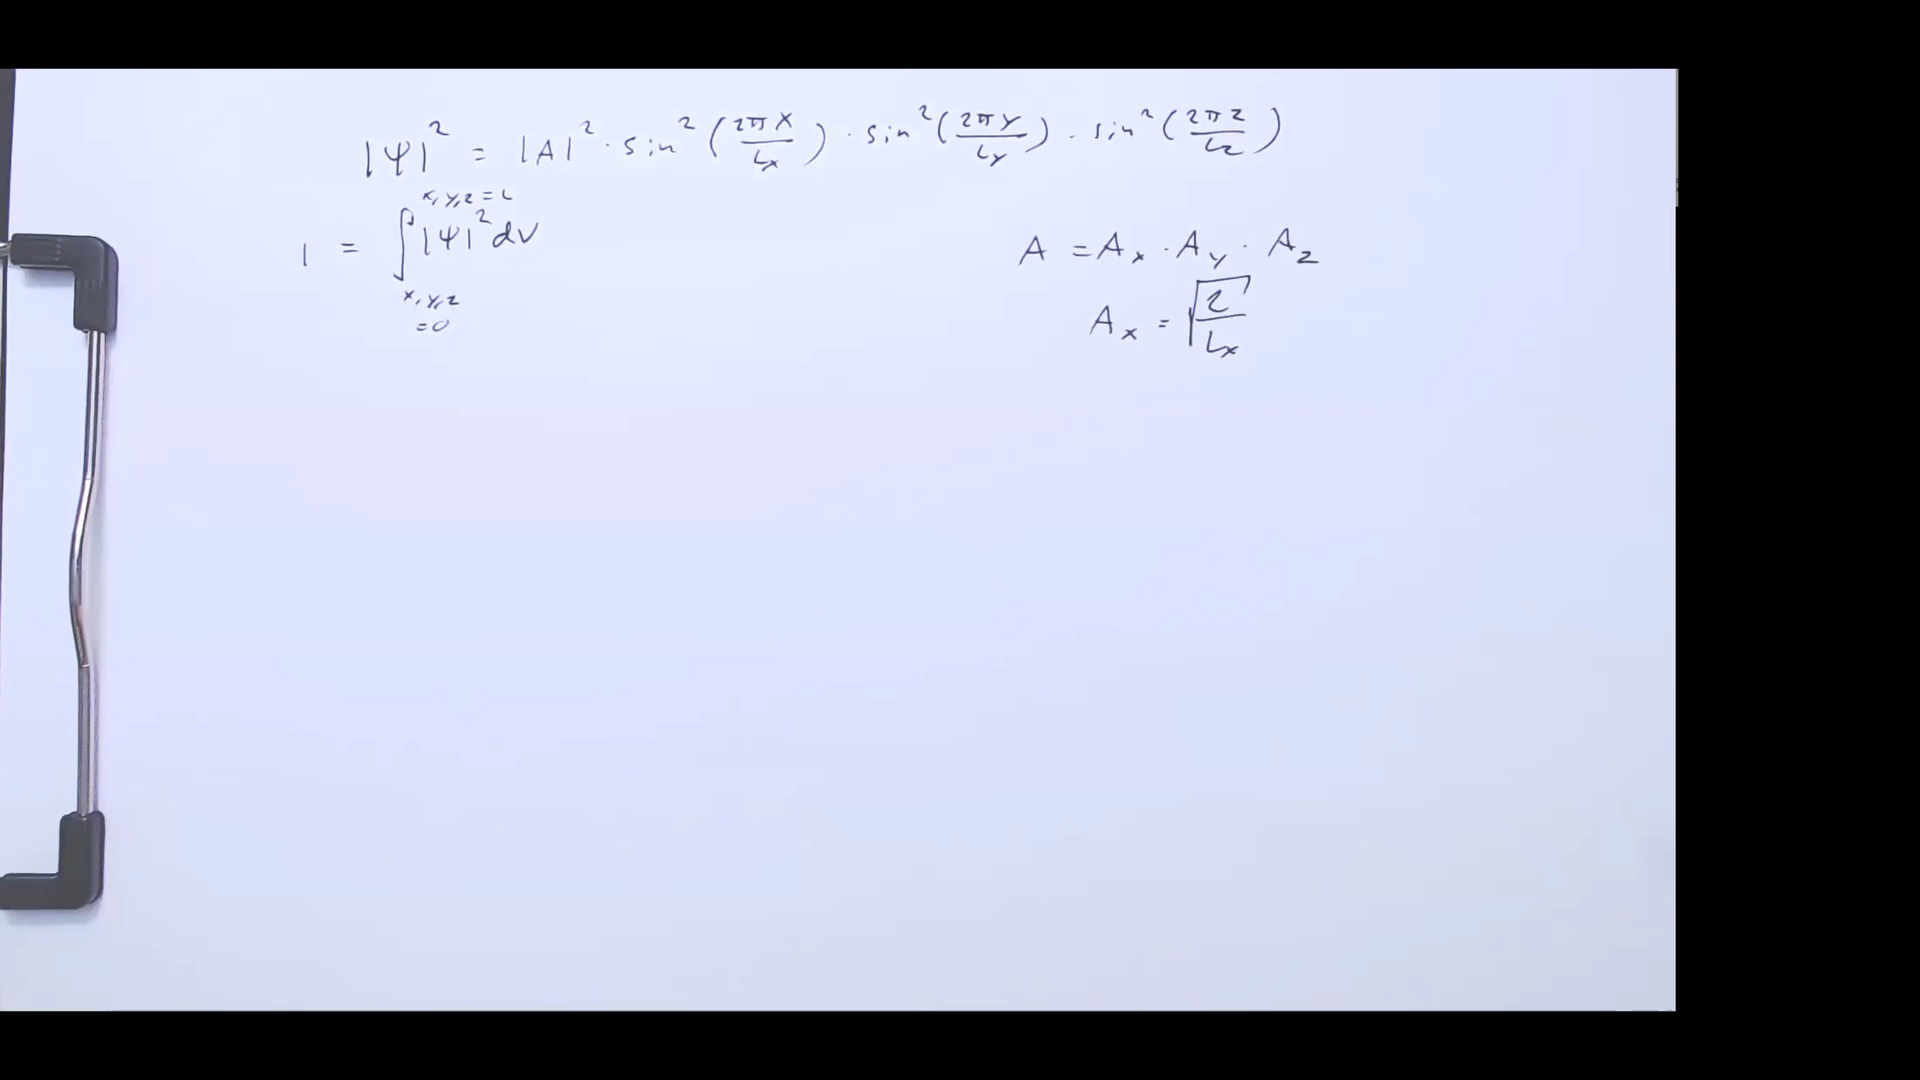 |Ψ|² = |A|² · sin² (2πx/Lx) · sin² (2πy/Ly) · sin² (2πz/Lz)
x, y, z = L
1 = ∫ |Ψ|² dV
x, y, z
= 0
A = Ax · Ay · Az
Ax = √(2/Lx)